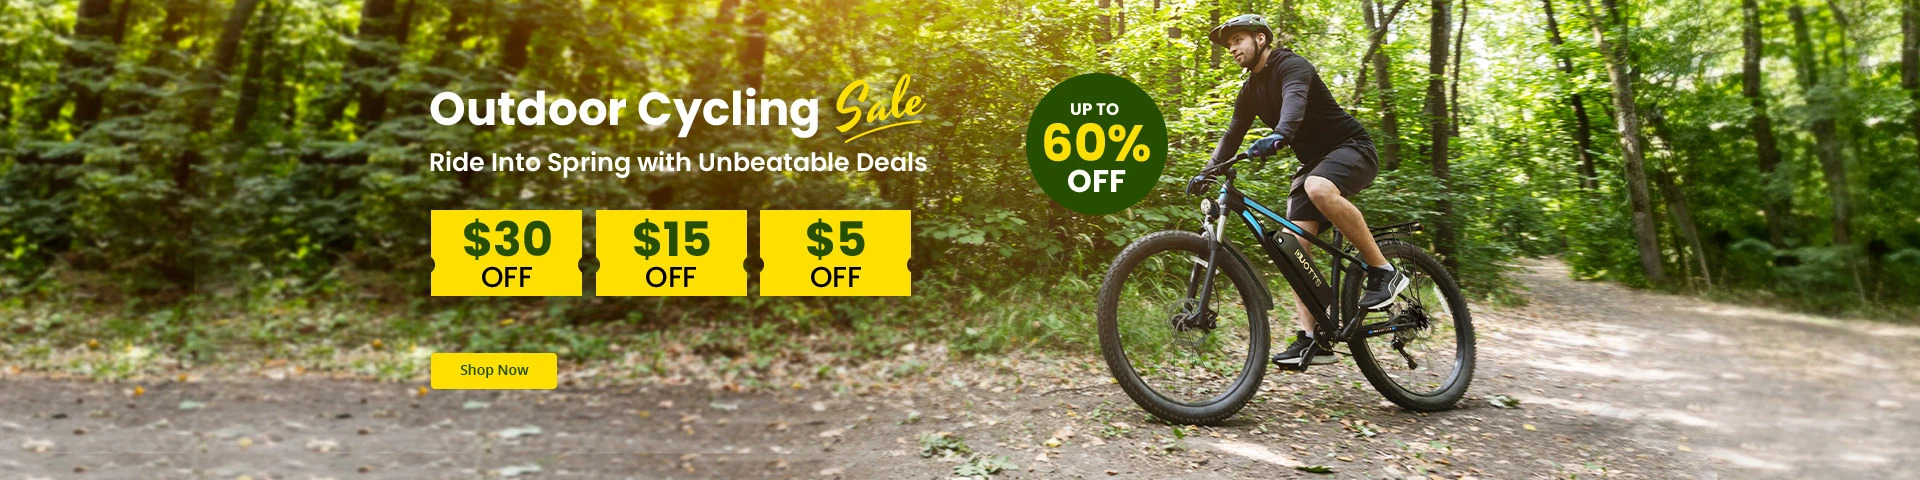 Outdoor Cycling Sale
Ride Into Spring with Unbeatable Deals
$30 OFF
$15 OFF
$5 OFF
Shop Now
UP TO
60%
OFF
DUOTTS